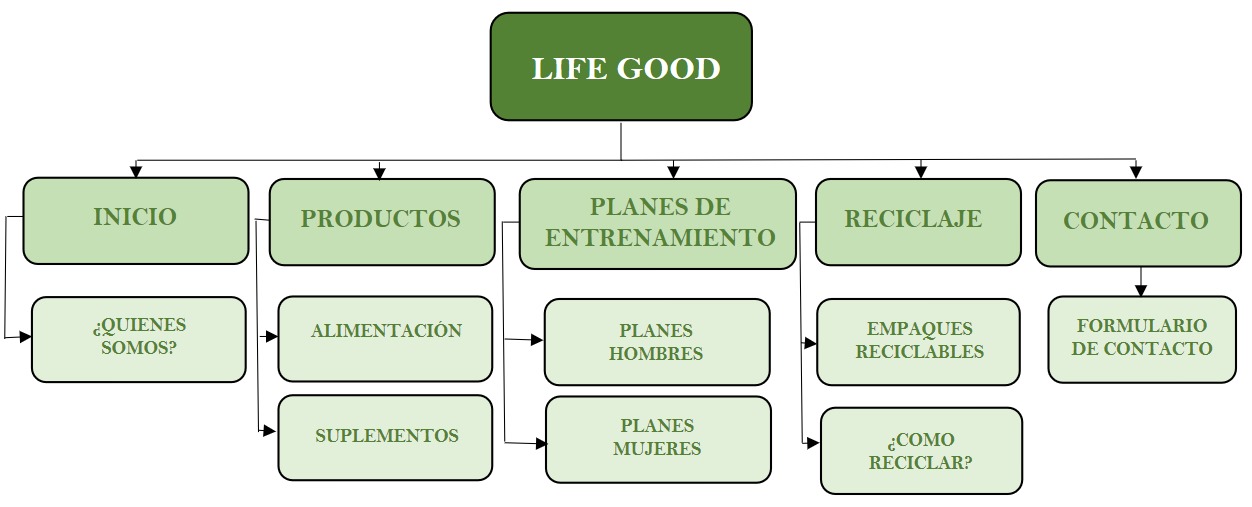 LIFE GOOD
INICIO
PRODUCTOS
PLANES DE
ENTRENAMIENTO
RECICLAJE
CONTACTO
¿QUIENES
SOMOS?
ALIMENTACIÓN
PLANES
HOMBRES
EMPAQUES
RECICLABLES
FORMULARIO
DE CONTACTO
SUPLEMENTOS
PLANES
MUJERES
¿COMO
RECICLAR?